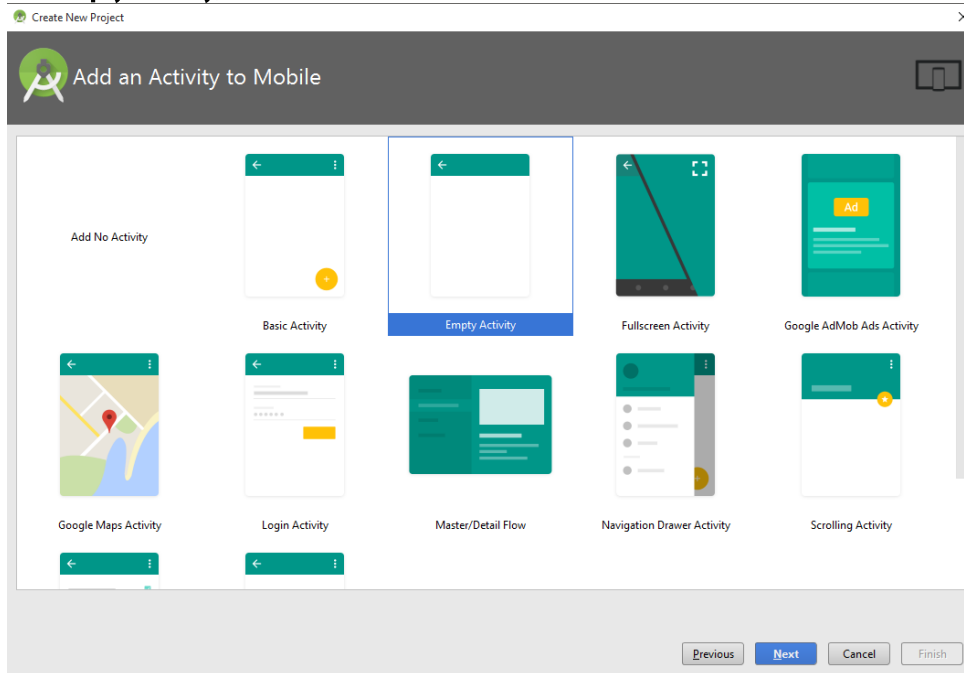 Create New Project
Add an Activity to Mobile
Add No Activity
Ad
Basic Activity
Empty Activity
Fullscreen Activity
Google AdMob Ads Activity
Google Maps Activity
Login Activity
Master/Detail Flow
Navigation Drawer Activity
Scrolling Activity
Previous
Next
Cancel
Finish